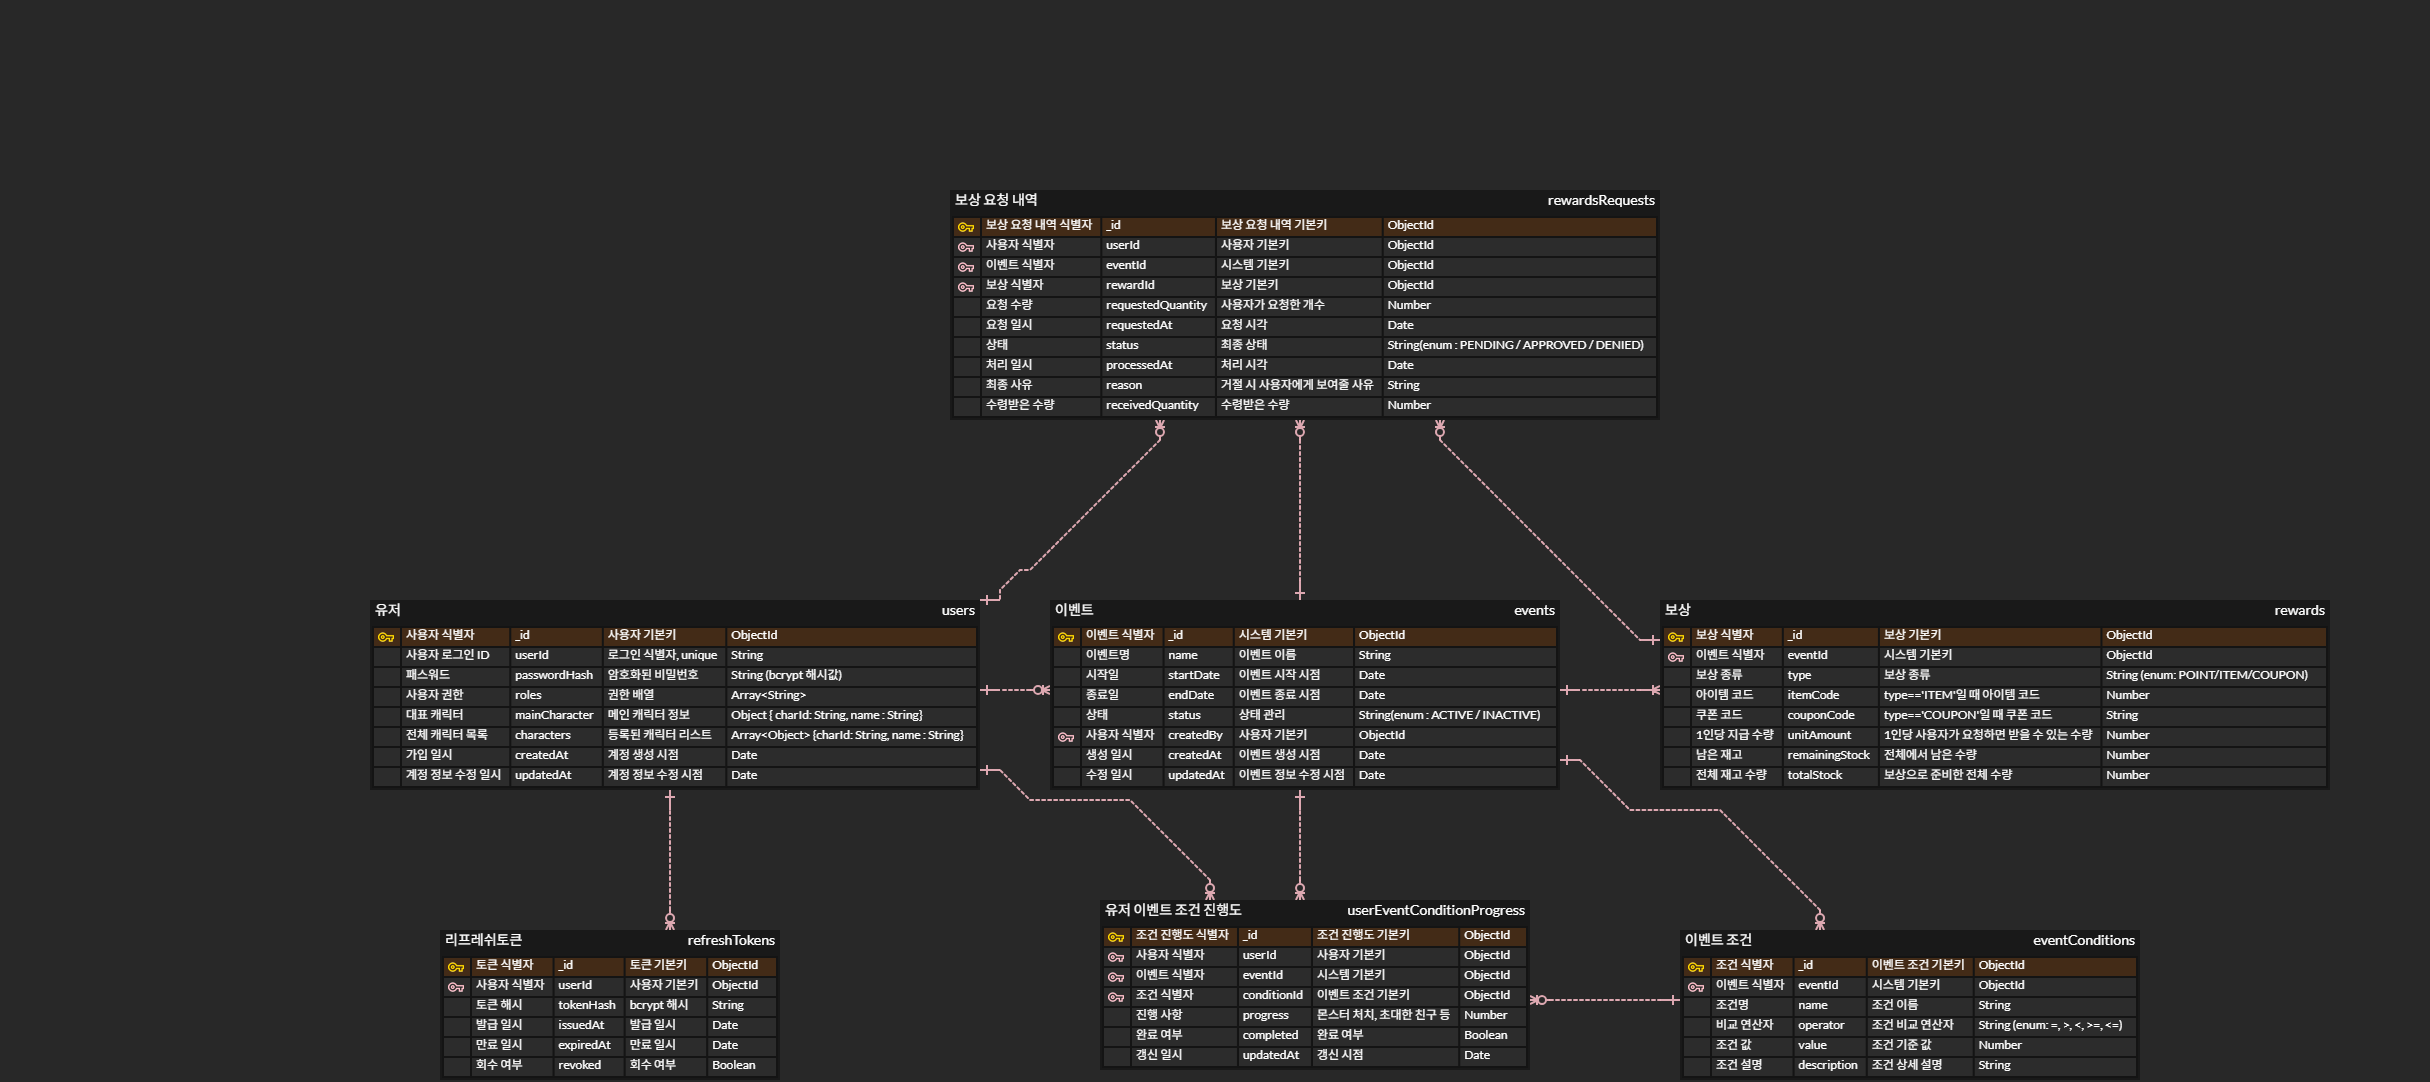 보상 요청 내역 rewardsRequests
보상 요청 내역 식별자 _id 보상 요청 내역 기본키 ObjectId
사용자 식별자 userId 사용자 기본키 ObjectId
이벤트 식별자 eventId 시스템 기본키 ObjectId
보상 식별자 rewardId 보상 기본키 ObjectId
요청 수량 requestedQuantity 사용자가 요청한 개수 Number
요청 일시 requestedAt 요청 시각 Date
상태 status 최종 상태 String(enum : PENDING / APPROVED / DENIED)
처리 일시 processedAt 처리 시각 Date
최종 사유 reason 거절 시 사용자에게 보여줄 사유 String
수령받은 수량 receivedQuantity 수령받은 수량 Number
유저 users
사용자 식별자 _id 사용자 기본키 ObjectId
사용자 로그인 ID userId 로그인 식별자, unique String
패스워드 passwordHash 암호화된 비밀번호 String (bcrypt 해시값)
사용자 권한 roles 권한 배열 Array<String>
대표 캐릭터 mainCharacter 메인 캐릭터 정보 Object { charId: String, name : String}
전체 캐릭터 목록 characters 등록된 캐릭터 리스트 Array<Object> {charId: String, name : String}
가입 일시 createdAt 계정 생성 시점 Date
계정 정보 수정 일시 updatedAt 계정 정보 수정 시점 Date
이벤트 events
이벤트 식별자 _id 시스템 기본키 ObjectId
이벤트명 name 이벤트 이름 String
시작일 startDate 이벤트 시작 시점 Date
종료일 endDate 이벤트 종료 시점 Date
상태 status 상태 관리 String(enum : ACTIVE / INACTIVE)
사용자 식별자 createdBy 사용자 기본키 ObjectId
생성 일시 createdAt 이벤트 생성 시점 Date
수정 일시 updatedAt 이벤트 정보 수정 시점 Date
보상 rewards
보상 식별자 _id 보상 기본키 ObjectId
이벤트 식별자 eventId 시스템 기본키 ObjectId
보상 종류 type 보상 종류 String (enum: POINT/ITEM/COUPON)
아이템 코드 itemCode type=='ITEM'일 때 아이템 코드 Number
쿠폰 코드 couponCode type=='COUPON'일 때 쿠폰 코드 String
1인당 지급 수량 unitAmount 1인당 사용자가 요청하면 받을 수 있는 수량 Number
남은 재고 remainingStock 전체에서 남은 수량 Number
전체 재고 수량 totalStock 보상으로 준비한 전체 수량 Number
리프레쉬토큰 refreshTokens
토큰 식별자 _id 토큰 기본키 ObjectId
사용자 식별자 userId 사용자 기본키 ObjectId
토큰 해시 tokenHash bcrypt 해시 String
발급 일시 issuedAt 발급 일시 Date
만료 일시 expiredAt 만료 일시 Date
회수 여부 revoked 회수 여부 Boolean
유저 이벤트 조건 진행도 userEventConditionProgress
조건 진행도 식별자 _id 조건 진행도 기본키 ObjectId
사용자 식별자 userId 사용자 기본키 ObjectId
이벤트 식별자 eventId 시스템 기본키 ObjectId
조건 식별자 conditionId 이벤트 조건 기본키 ObjectId
진행 사항 progress 몬스터 처치, 초대한 친구 등 Number
완료 여부 completed 완료 여부 Boolean
갱신 일시 updatedAt 갱신 시점 Date
이벤트 조건 eventConditions
조건 식별자 _id 이벤트 조건 기본키 ObjectId
이벤트 식별자 eventId 시스템 기본키 ObjectId
조건명 name 조건 이름 String
비교 연산자 operator 조건 비교 연산자 String (enum: =, >, <, >=, <=)
조건 값 value 조건 기준 값 Number
조건 설명 description 조건 상세 설명 String